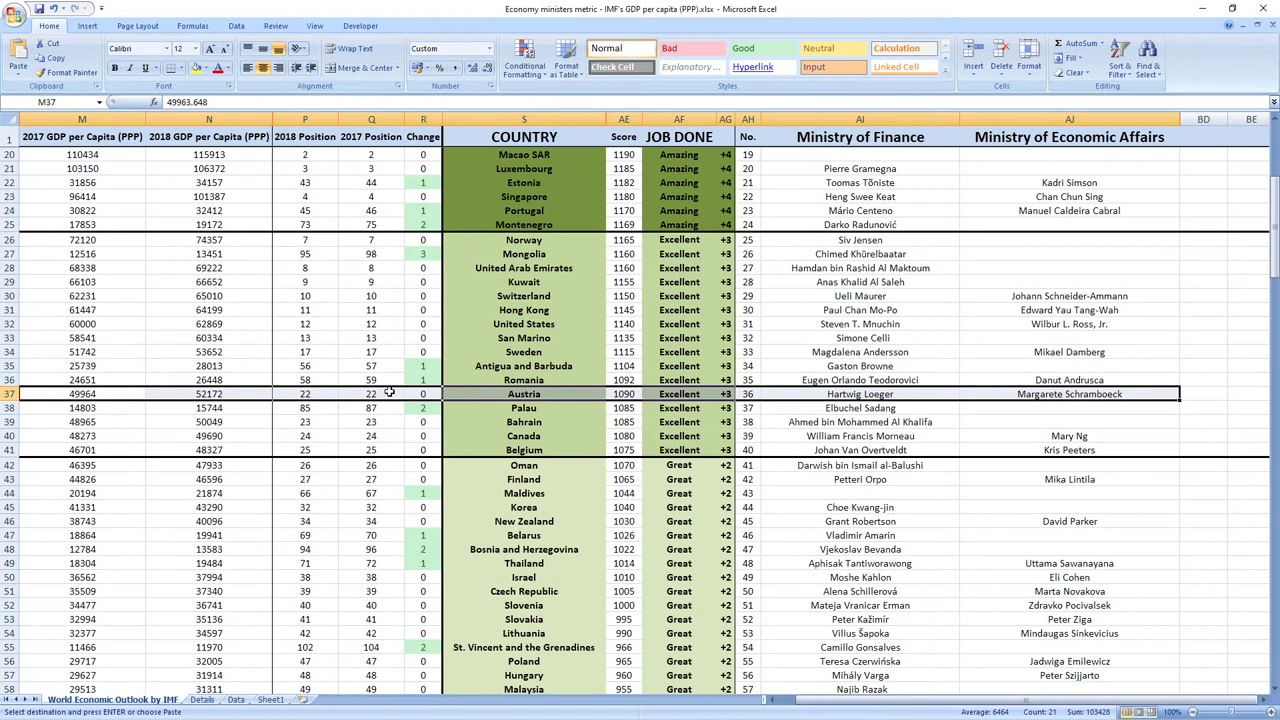 Economy ministers metric - IMF's GDP per capita (PPP).xlsx - Microsoft Excel
Home Insert Page Layout Formulas Data Review View Developer
Cut Calibri 12 Wrap Text Custom Normal Bad Good Neutral Calculation AutoSum
Copy Fill
Paste Format Painter Merge & Center Conditional Formatting Format as Table Check Cell Explanatory ... Hyperlink Input Linked Cell Insert Delete Format Clear Sort & Filter Find & Select
Clipboard Font Alignment Number Styles Cells Editing
M37 49963.648
M N P Q R S AE AF AG AH AI AJ BD BE
1 2017 GDP per Capita (PPP) 2018 GDP per Capita (PPP) 2018 Position 2017 Position Change COUNTRY Score JOB DONE No. Ministry of Finance Ministry of Economic Affairs
20 110434 115913 2 2 0 Macao SAR 1190 Amazing +4 19
21 103150 106372 3 3 0 Luxembourg 1185 Amazing +4 20 Pierre Gramegna
22 31856 34157 43 44 1 Estonia 1182 Amazing +4 21 Toomas Tõniste Kadri Simson
23 96414 101387 4 4 0 Singapore 1180 Amazing +4 22 Heng Swee Keat Chan Chun Sing
24 30822 32412 45 46 1 Portugal 1170 Amazing +4 23 Mário Centeno Manuel Caldeira Cabral
25 17853 19172 73 75 2 Montenegro 1169 Amazing +4 24 Darko Radunović
26 72120 74357 7 7 0 Norway 1165 Excellent +3 25 Siv Jensen
27 12516 13451 95 98 3 Mongolia 1160 Excellent +3 26 Chimed Khürelbaatar
28 68338 69222 8 8 0 United Arab Emirates 1160 Excellent +3 27 Hamdan bin Rashid Al Maktoum
29 66103 66652 9 9 0 Kuwait 1155 Excellent +3 28 Anas Khalid Al Saleh
30 62231 65010 10 10 0 Switzerland 1150 Excellent +3 29 Ueli Maurer Johann Schneider-Ammann
31 61447 64199 11 11 0 Hong Kong 1145 Excellent +3 30 Paul Chan Mo-Po Edward Yau Tang-Wah
32 60000 62869 12 12 0 United States 1140 Excellent +3 31 Steven T. Mnuchin Wilbur L. Ross, Jr.
33 58541 60334 13 13 0 San Marino 1135 Excellent +3 32 Simone Celli
34 51742 53652 17 17 0 Sweden 1115 Excellent +3 33 Magdalena Andersson Mikael Damberg
35 25739 28013 56 57 1 Antigua and Barbuda 1104 Excellent +3 34 Gaston Browne
36 24651 26448 58 59 1 Romania 1092 Excellent +3 35 Eugen Orlando Teodorovici Danut Andrusca
37 49964 52172 22 22 0 Austria 1090 Excellent +3 36 Hartwig Loeger Margarete Schramboeck
38 14803 15744 85 87 2 Palau 1085 Excellent +3 37 Elbuchel Sadang
39 48965 50049 23 23 0 Bahrain 1085 Excellent +3 38 Ahmed bin Mohammed Al Khalifa
40 48273 49690 24 24 0 Canada 1080 Excellent +3 39 William Francis Morneau Mary Ng
41 46701 48327 25 25 0 Belgium 1075 Excellent +3 40 Johan Van Overtveldt Kris Peeters
42 46395 47933 26 26 0 Oman 1070 Great +2 41 Darwish bin Ismail al-Balushi
43 44826 46596 27 27 0 Finland 1065 Great +2 42 Petteri Orpo Mika Lintila
44 20194 21874 66 67 1 Maldives 1044 Great +2 43
45 41331 43290 32 32 0 Korea 1040 Great +2 44 Choe Kwang-jin
46 38743 40096 34 34 0 New Zealand 1030 Great +2 45 Grant Robertson David Parker
47 18864 19941 69 70 1 Belarus 1026 Great +2 46 Vladimir Amarin
48 12784 13583 94 96 2 Bosnia and Herzegovina 1022 Great +2 47 Vjekoslav Bevanda
49 18304 19484 71 72 1 Thailand 1014 Great +2 48 Aphisak Tantiworawong Uttama Sawanayana
50 36562 37994 38 38 0 Israel 1010 Great +2 49 Moshe Kahlon Eli Cohen
51 35509 37340 39 39 0 Czech Republic 1005 Great +2 50 Alena Schillerová Marta Novakova
52 34477 36741 40 40 0 Slovenia 1000 Great +2 51 Mateja Vranicar Erman Zdravko Pocivalsek
53 32994 35136 41 41 0 Slovakia 995 Great +2 52 Peter Kažimír Peter Ziga
54 32377 34597 42 42 0 Lithuania 990 Great +2 53 Vilius Šapoka Mindaugas Sinkevicius
55 11466 11970 102 104 2 St. Vincent and the Grenadines 966 Great +2 54 Camillo Gonsalves
56 29717 32005 47 47 0 Poland 965 Great +2 55 Teresa Czerwińska Jadwiga Emilewicz
57 29627 31914 48 48 0 Hungary 960 Great +2 56 Mihály Varga Peter Szijjarto
58 29513 31311 49 49 0 Malaysia 955 Great +2 57 Najib Razak
World Economic Outlook by IMF Details Data Sheet1
Select destination and press ENTER or choose Paste Average: 6464 Count: 21 Sum: 103428 100%